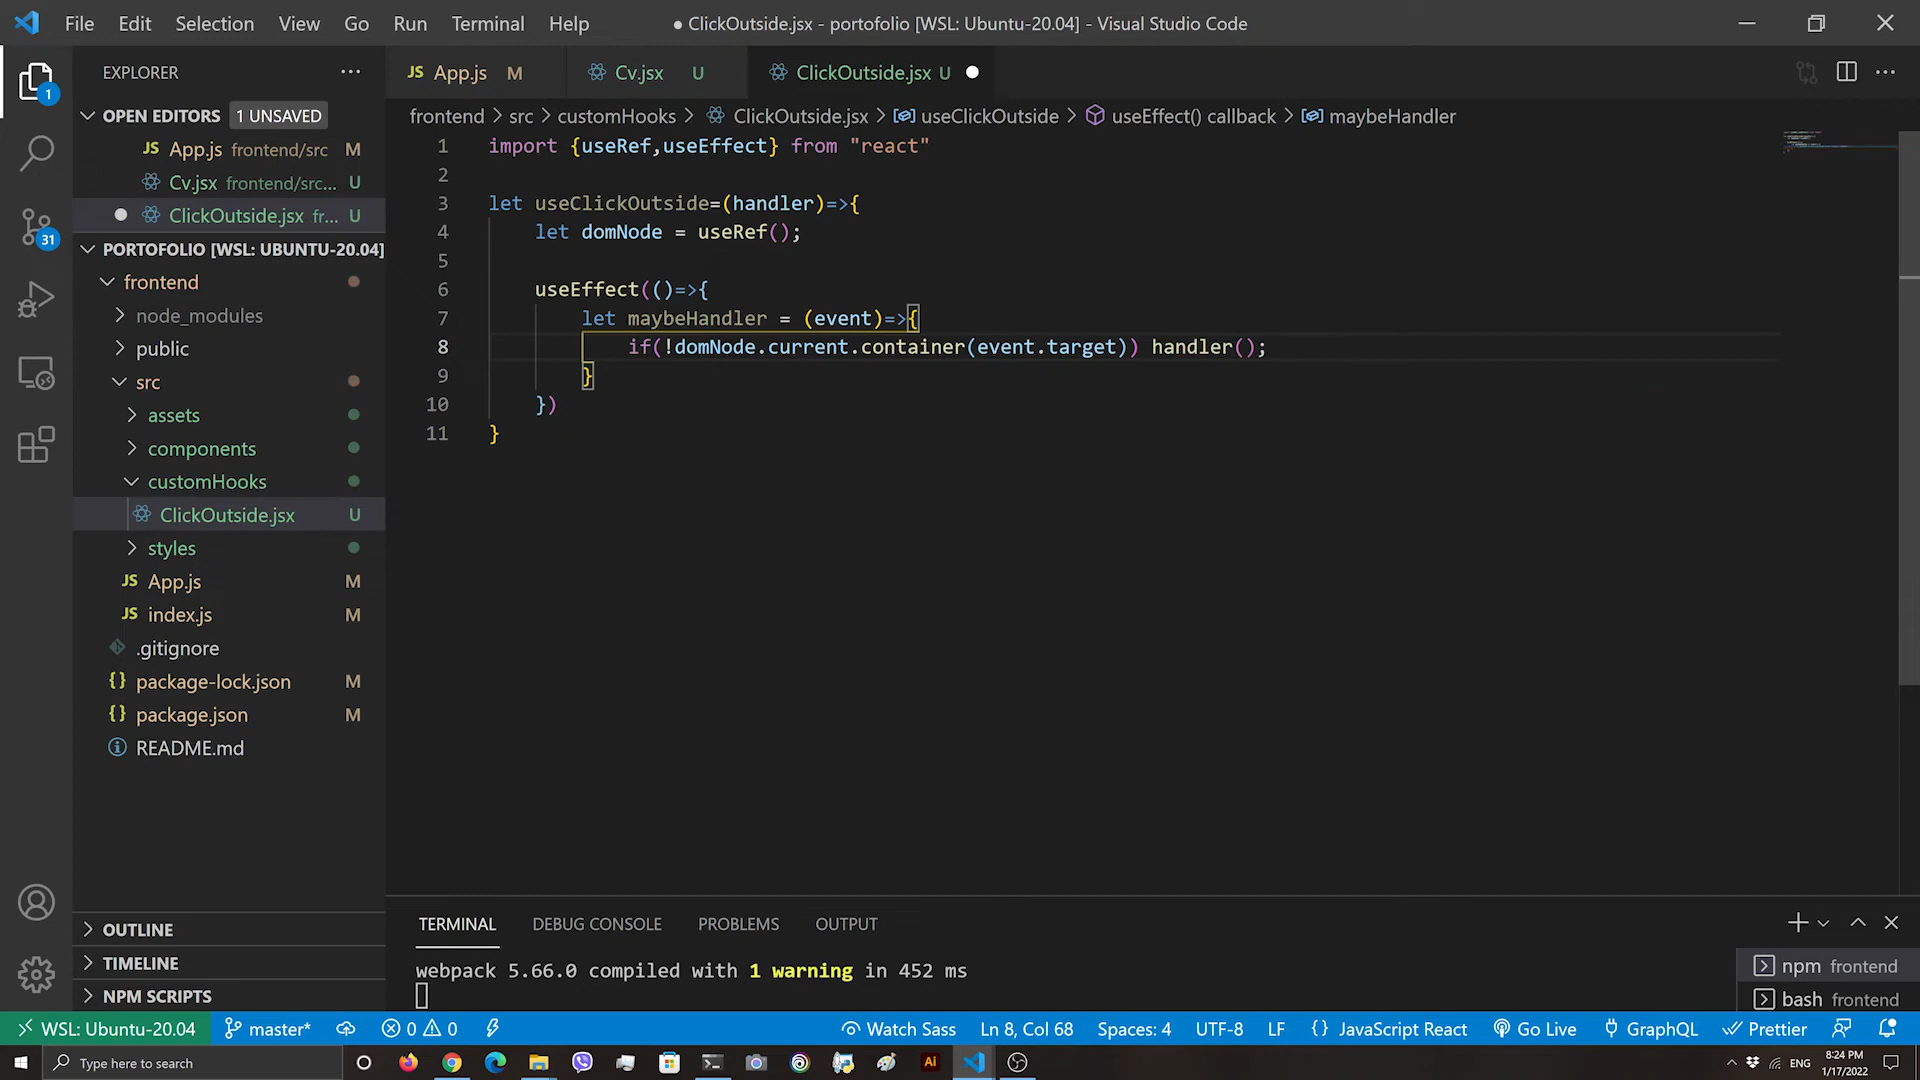 File Edit Selection View Go Run Terminal Help
● ClickOutside.jsx - portofolio [WSL: Ubuntu-20.04] - Visual Studio Code
EXPLORER
JS App.js M
Cv.jsx U
ClickOutside.jsx U
1
OPEN EDITORS 1 UNSAVED
JS App.js frontend/src M
Cv.jsx frontend/src... U
ClickOutside.jsx fr... U
31
PORTOFOLIO [WSL: UBUNTU-20.04]
frontend
node_modules
public
src
assets
components
customHooks
ClickOutside.jsx U
styles
JS App.js M
JS index.js M
.gitignore
{} package-lock.json M
{} package.json M
README.md
OUTLINE
TIMELINE
NPM SCRIPTS
frontend > src > customHooks > ClickOutside.jsx > useClickOutside > useEffect() callback > maybeHandler
1 import {useRef,useEffect} from "react"
2
3 let useClickOutside=(handler)=>{
4 let domNode = useRef();
5
6 useEffect(()=>{
7 let maybeHandler = (event)=>{
8 if(!domNode.current.container(event.target)) handler();
9 }
10 })
11 }
TERMINAL DEBUG CONSOLE PROBLEMS OUTPUT
webpack 5.66.0 compiled with 1 warning in 452 ms
npm frontend
bash frontend
WSL: Ubuntu-20.04 master* 0 0 Watch Sass Ln 8, Col 68 Spaces: 4 UTF-8 LF {} JavaScript React Go Live GraphQL Prettier
Type here to search
Ai
ENG
8:24 PM
1/17/2022